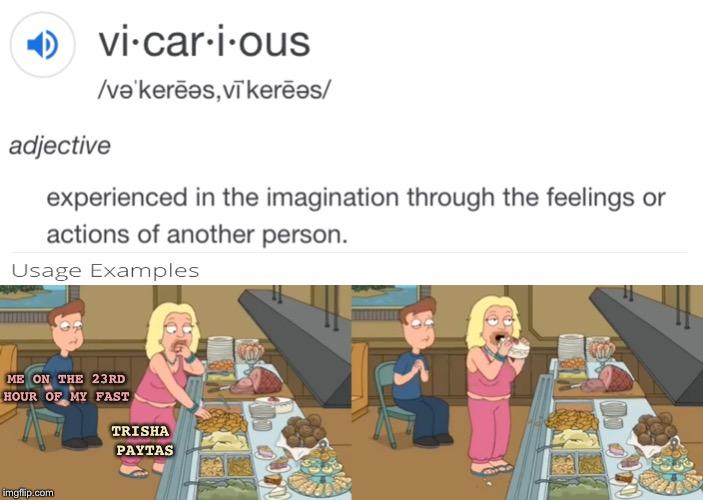 vi·car·i·ous
/vəˈkerēəs,vīˈkerēəs/
adjective
experienced in the imagination through the feelings or
actions of another person.
Usage Examples
ME ON THE 23RD
HOUR OF MY FAST
TRISHA
PAYTAS
imgflip.com